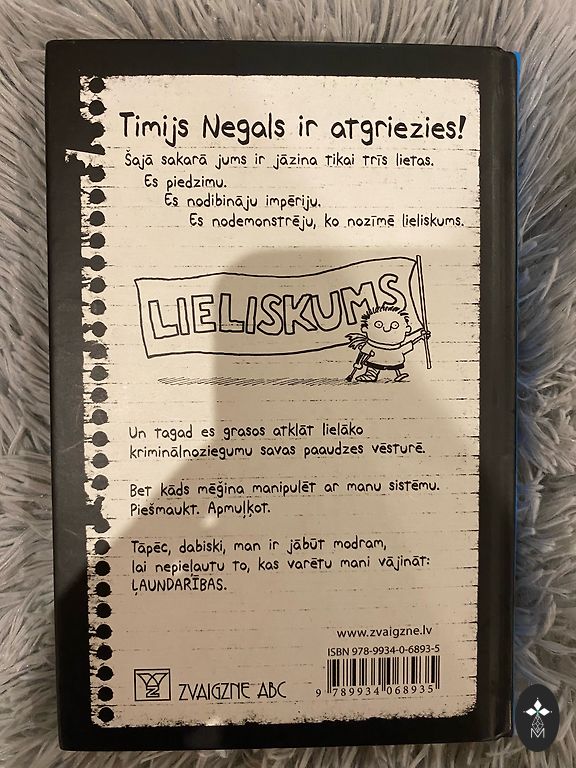 Timijs Negals ir atgriezies!
Šajā sakarā jums ir jāzina tikai trīs lietas.
Es piedzimu.
Es nodibināju impēriju.
Es nodemonstrēju, ko nozīmē lieliskums.
LIELISKUMS
Un tagad es grasos atklāt lielāko
kriminālnoziegumu savas paaudzes vēsturē.
Bet kāds mēģina manipulēt ar manu sistēmu.
Piešmaukt. Apmuļķot.
Tāpēc, dabiski, man ir jābūt modram,
lai nepieļautu to, kas varētu mani vājināt:
ĻAUNDARĪBAS.
www.zvaigzne.lv
ISBN 978-9934-0-6893-5
ZVAIGZNE ABC
9 789934 068935